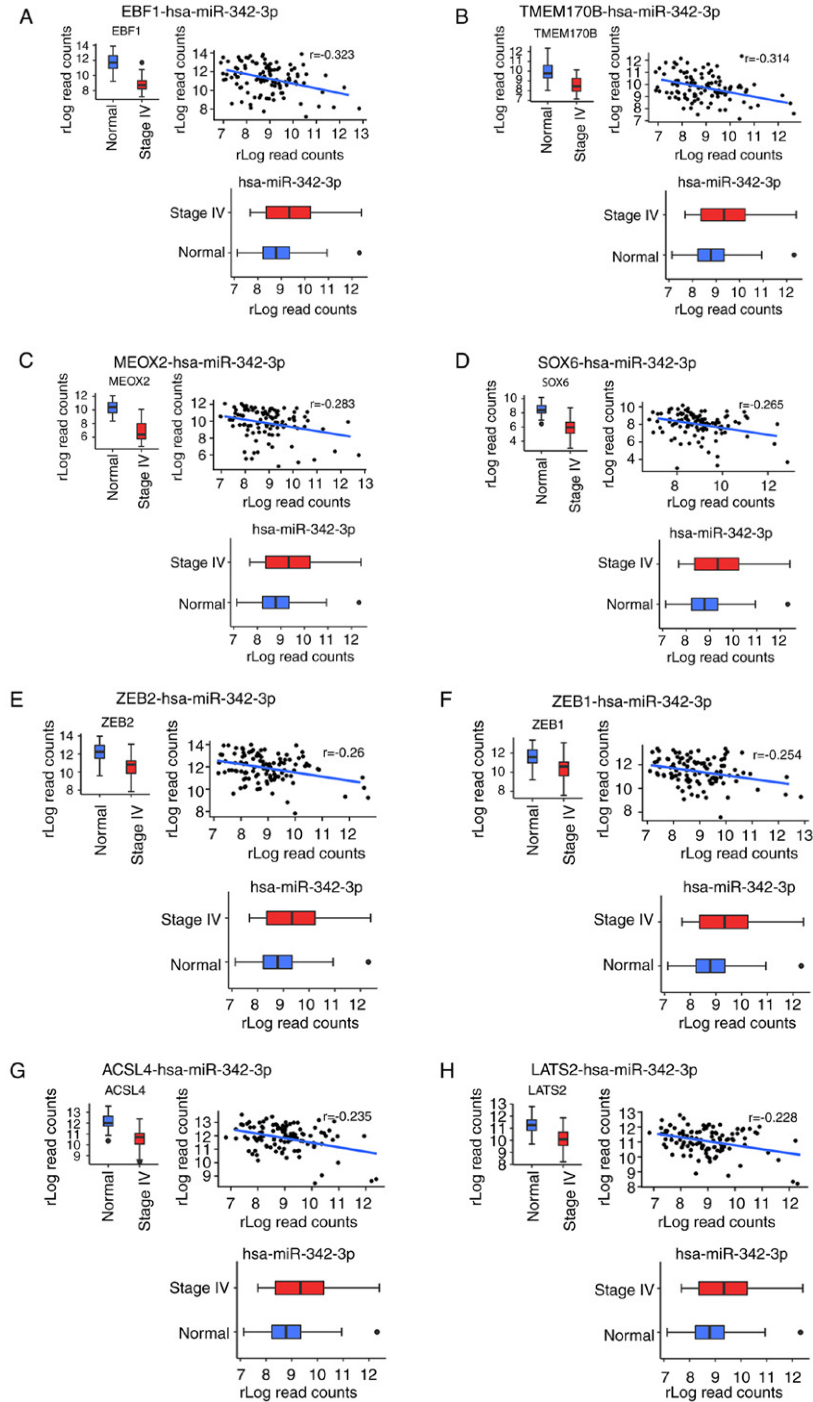 A
EBF1-hsa-miR-342-3p
EBF1
rLog read counts
14
12
10
8
Normal
Stage IV
rLog read counts
14
12
10
8
r=-0.323
7 8 9 10 11 12 13
rLog read counts
hsa-miR-342-3p
Stage IV
Normal
7 8 9 10 11 12
rLog read counts
B
TMEM170B-hsa-miR-342-3p
TMEM170B
rLog read counts
12
11
10
9
8
7
Normal
Stage IV
rLog read counts
12
11
10
9
8
7
r=-0.314
7 8 9 10 11 12
rLog read counts
hsa-miR-342-3p
Stage IV
Normal
7 8 9 10 11 12
rLog read counts
C
MEOX2-hsa-miR-342-3p
MEOX2
rLog read counts
12
10
8
6
Normal
Stage IV
rLog read counts
12
10
8
6
r=-0.283
7 8 9 10 11 12 13
rLog read counts
hsa-miR-342-3p
Stage IV
Normal
7 8 9 10 11 12
rLog read counts
D
SOX6-hsa-miR-342-3p
SOX6
rLog read counts
10
8
6
4
Normal
Stage IV
rLog read counts
10
8
6
4
r=-0.265
8 10 12
rLog read counts
hsa-miR-342-3p
Stage IV
Normal
7 8 9 10 11 12
rLog read counts
E
ZEB2-hsa-miR-342-3p
ZEB2
rLog read counts
14
12
10
8
Normal
Stage IV
rLog read counts
14
12
10
8
r=-0.26
7 8 9 10 11 12
rLog read counts
hsa-miR-342-3p
Stage IV
Normal
7 8 9 10 11 12
rLog read counts
F
ZEB1-hsa-miR-342-3p
ZEB1
rLog read counts
12
10
8
Normal
Stage IV
rLog read counts
12
10
8
r=-0.254
7 8 9 10 11 12 13
rLog read counts
hsa-miR-342-3p
Stage IV
Normal
7 8 9 10 11 12
rLog read counts
G
ACSL4-hsa-miR-342-3p
ACSL4
rLog read counts
13
12
11
10
9
Normal
Stage IV
rLog read counts
13
12
11
10
9
r=-0.235
7 8 9 10 11 12
rLog read counts
hsa-miR-342-3p
Stage IV
Normal
7 8 9 10 11 12
rLog read counts
H
LATS2-hsa-miR-342-3p
LATS2
rLog read counts
13
12
11
10
9
8
Normal
Stage IV
rLog read counts
13
12
11
10
9
8
r=-0.228
7 8 9 10 11 12
rLog read counts
hsa-miR-342-3p
Stage IV
Normal
7 8 9 10 11 12
rLog read counts